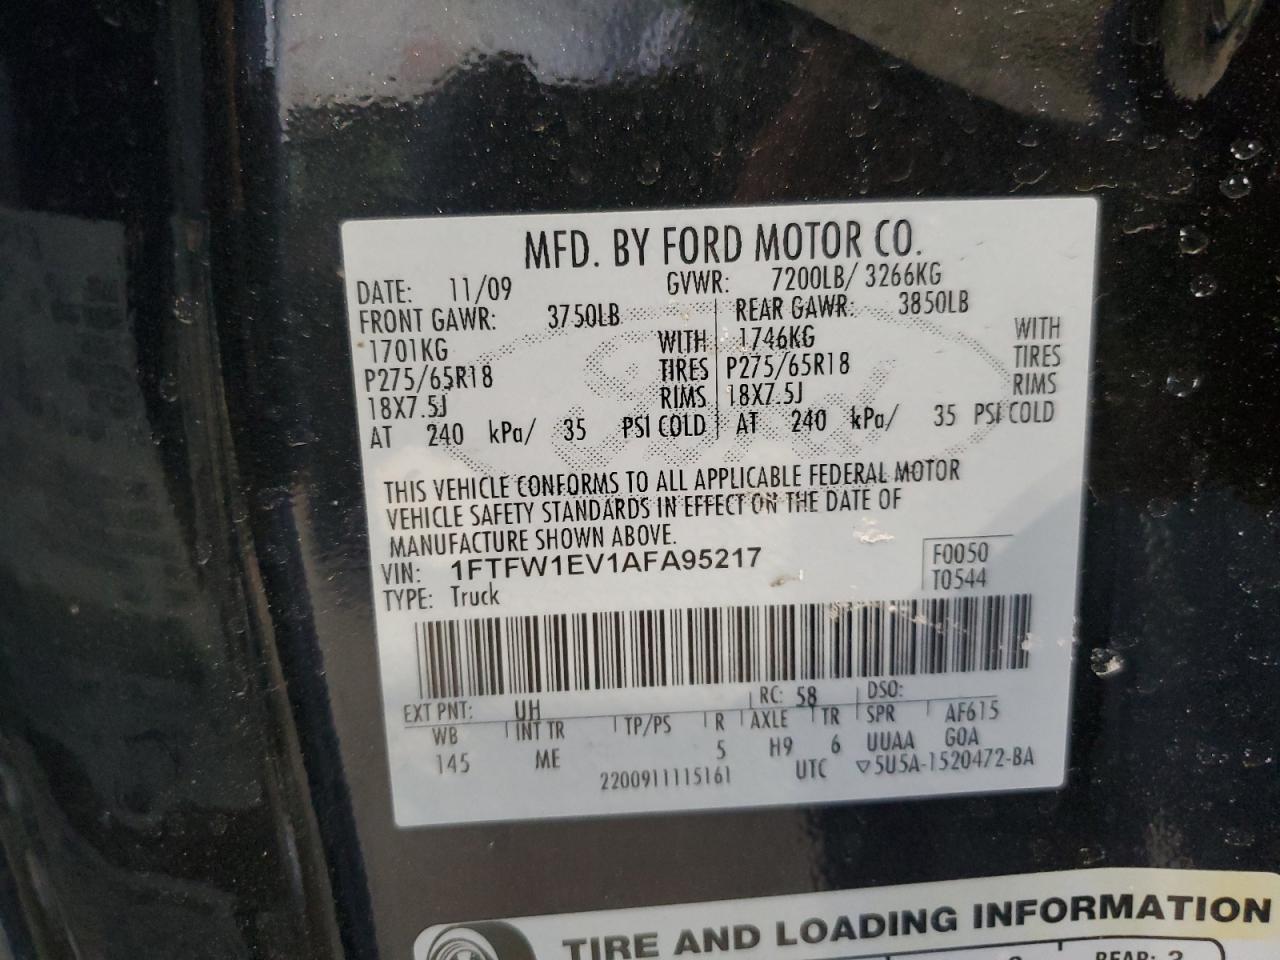 MFD. BY FORD MOTOR CO.
DATE: 11/09 GVWR: 7200LB/ 3266KG
FRONT GAWR: 3750LB REAR GAWR: 3850LB
1701KG WITH 1746KG WITH
P275/65R18 TIRES P275/65R18 TIRES
18X7.5J RIMS 18X7.5J RIMS
AT 240 kPa/ 35 PSI COLD AT 240 kPa/ 35 PSI COLD
THIS VEHICLE CONFORMS TO ALL APPLICABLE FEDERAL MOTOR
VEHICLE SAFETY STANDARDS IN EFFECT ON THE DATE OF
MANUFACTURE SHOWN ABOVE.
VIN: 1FTFW1EV1AFA95217 F0050
TYPE: Truck T0544
EXT PNT: UH RC: 58 DSO:
WB INT TR TP/PS R AXLE TR SPR AF615
145 ME 5 H9 6 UUAA G0A
2200911115161 UTC ▽5U5A-1520472-BA
TIRE AND LOADING INFORMATION
REAR: 3